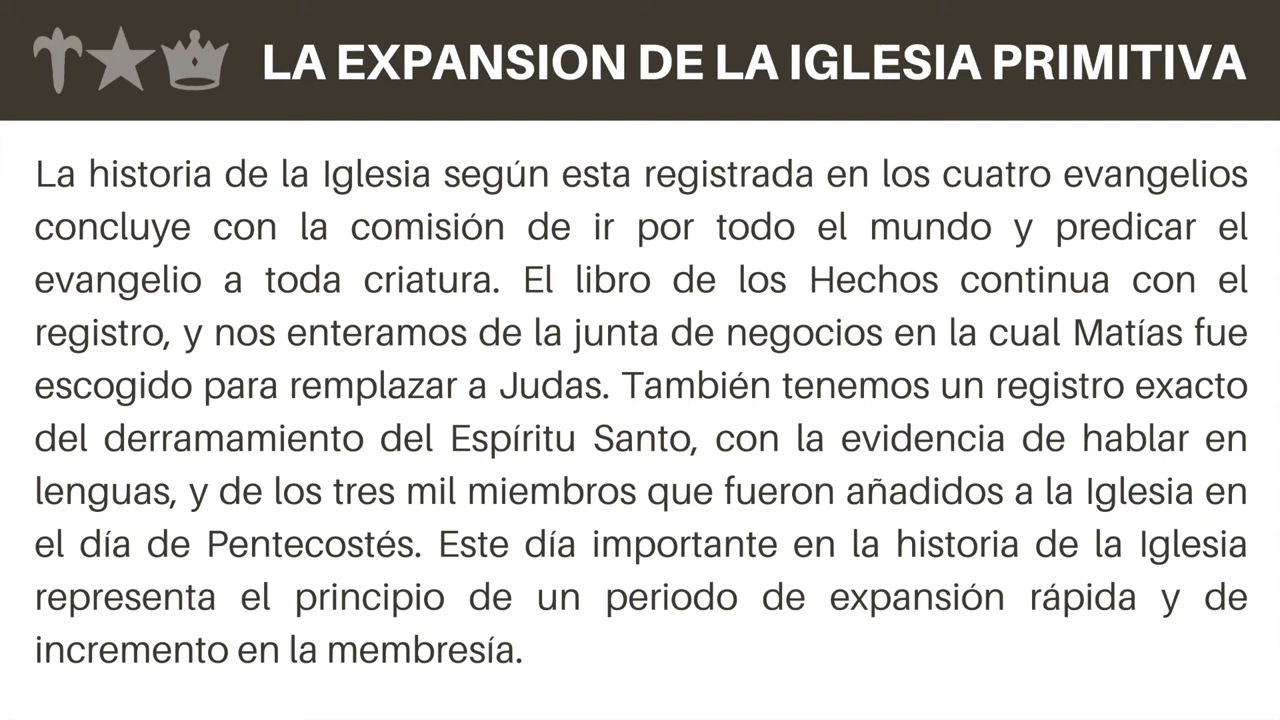 LA EXPANSION DE LA IGLESIA PRIMITIVA
La historia de la Iglesia según esta registrada en los cuatro evangelios
concluye con la comisión de ir por todo el mundo y predicar el
evangelio a toda criatura. El libro de los Hechos continua con el
registro, y nos enteramos de la junta de negocios en la cual Matías fue
escogido para remplazar a Judas. También tenemos un registro exacto
del derramamiento del Espíritu Santo, con la evidencia de hablar en
lenguas, y de los tres mil miembros que fueron añadidos a la Iglesia en
el día de Pentecostés. Este día importante en la historia de la Iglesia
representa el principio de un periodo de expansión rápida y de
incremento en la membresía.